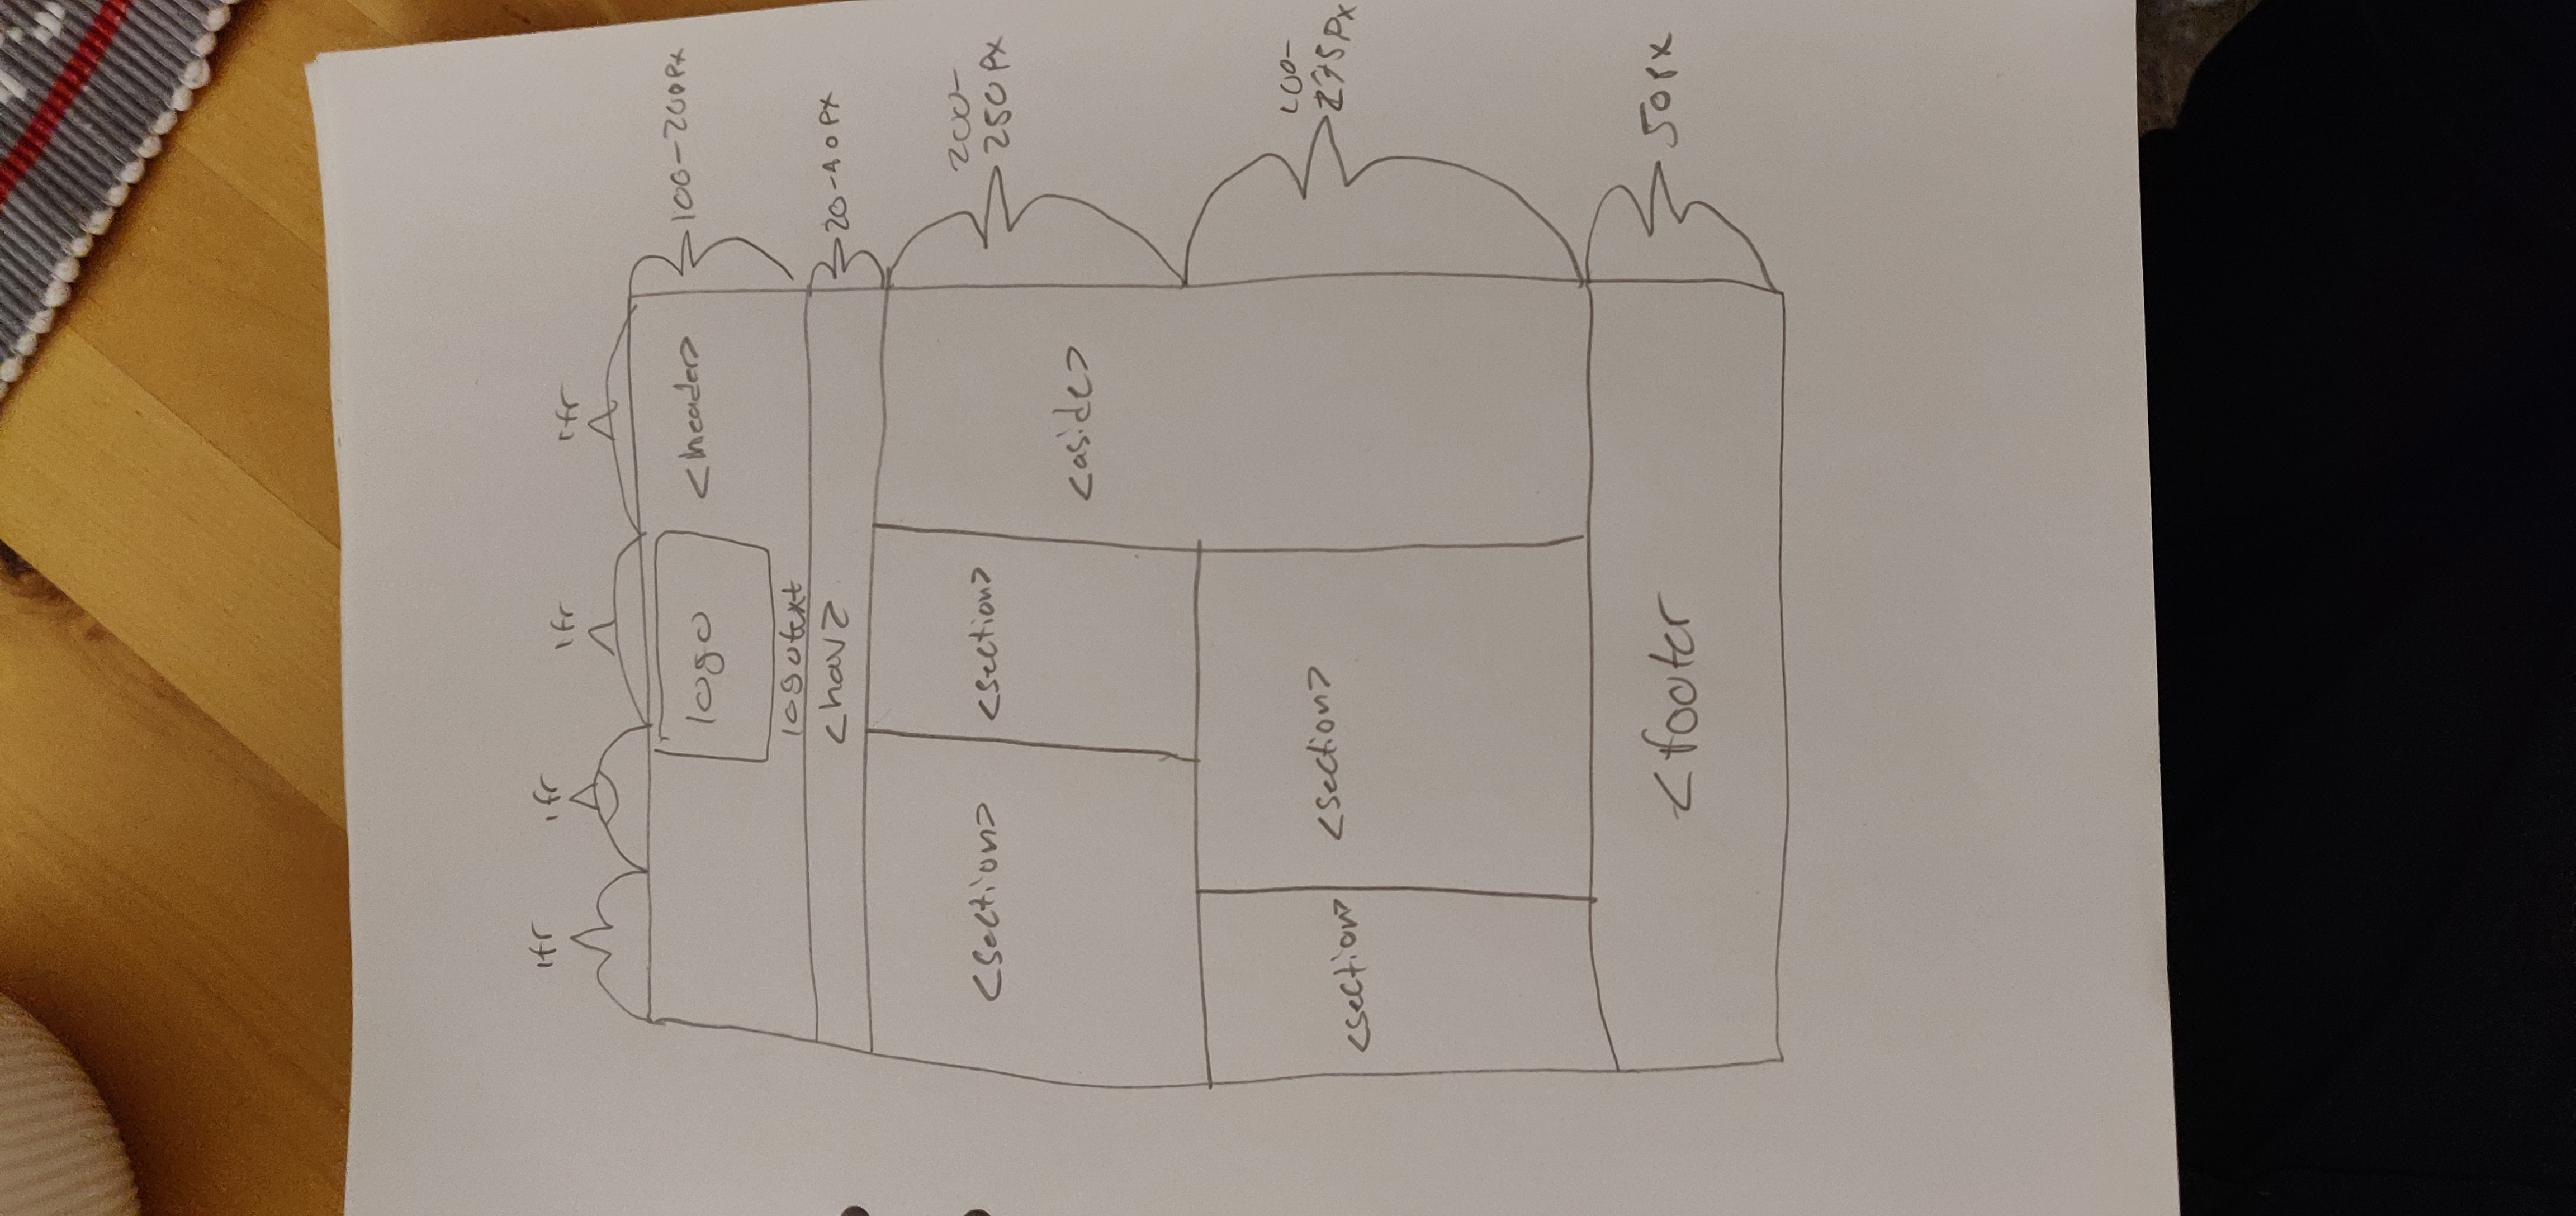 1fr 1fr 1fr 1fr
logo <header> 100-200px
logotext
<nav> 20-40px
<section> <section> 200-
250px
<aside>
<section> <section>
275px
<footer 50px